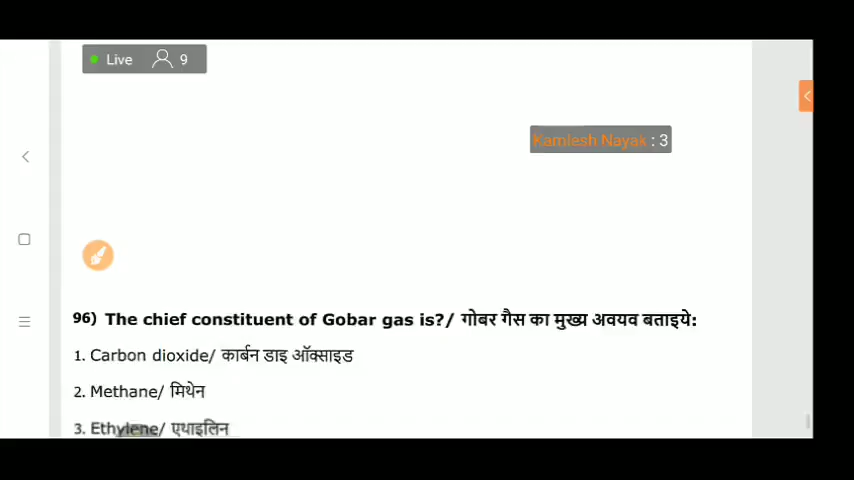 Live 9
Kamlesh Nayak : 3
96) The chief constituent of Gobar gas is?/ गोबर गैस का मुख्य अवयव बताइये:
1. Carbon dioxide/ कार्बन डाइ ऑक्साइड
2. Methane/ मिथेन
3. Ethylene/ एथाइलिन